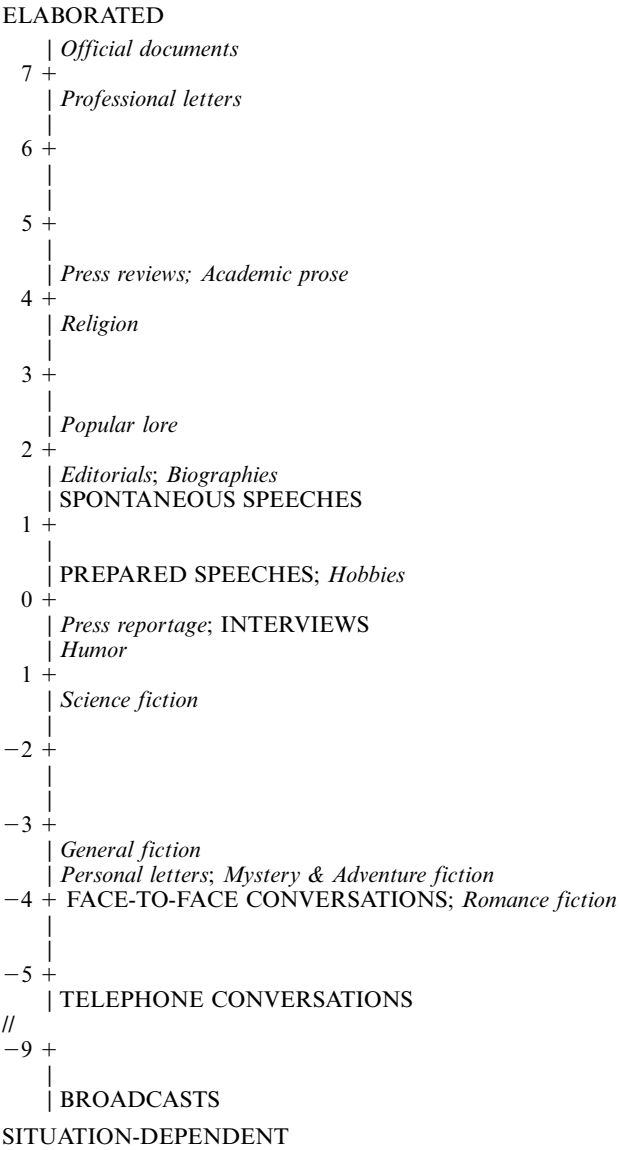 ELABORATED
| Official documents
7 +
| Professional letters
|
6 +
|
|
5 +
|
| Press reviews; Academic prose
4 +
| Religion
|
3 +
|
| Popular lore
2 +
| Editorials; Biographies
| SPONTANEOUS SPEECHES
1 +
|
| PREPARED SPEECHES; Hobbies
0 +
| Press reportage; INTERVIEWS
| Humor
1 +
| Science fiction
|
−2 +
|
|
−3 +
| General fiction
| Personal letters; Mystery & Adventure fiction
−4 + FACE-TO-FACE CONVERSATIONS; Romance fiction
|
|
−5 +
| TELEPHONE CONVERSATIONS
//
−9 +
|
| BROADCASTS
SITUATION-DEPENDENT